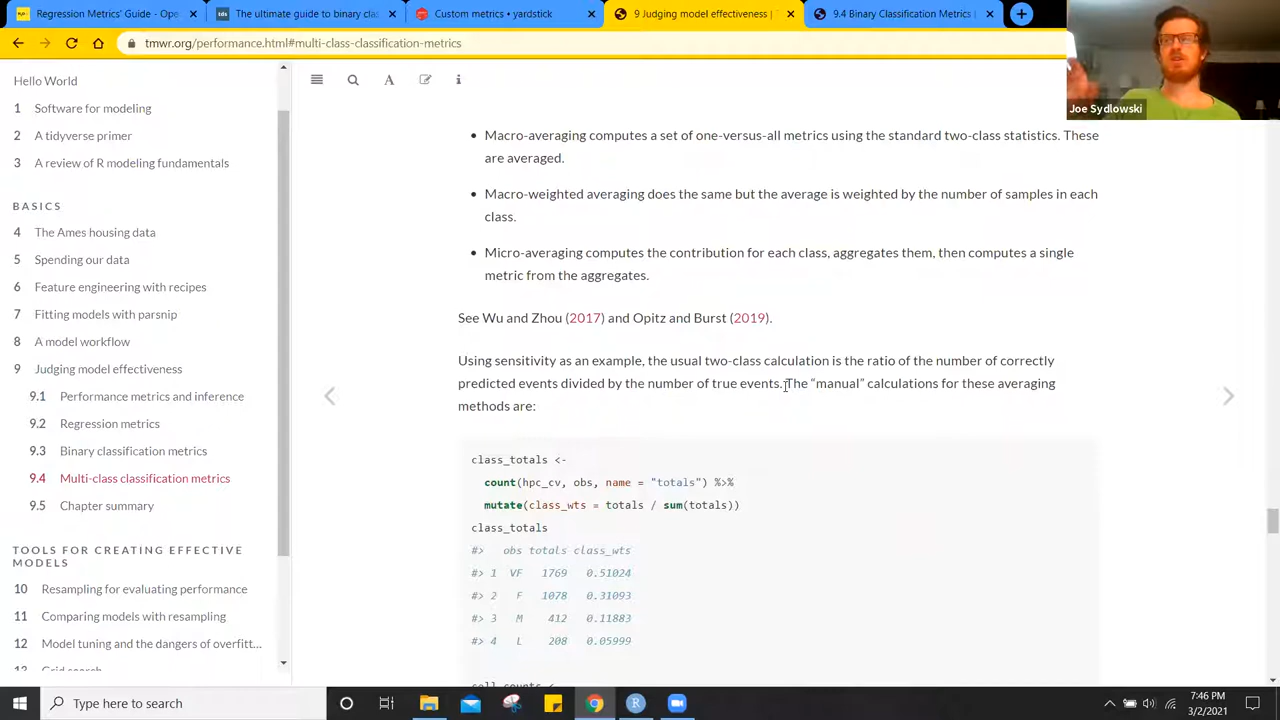 Regression Metrics' Guide - Ope
The ultimate guide to binary clas
Custom metrics • yardstick
9 Judging model effectiveness |
9.4 Binary Classification Metrics |
tmwr.org/performance.html#multi-class-classification-metrics
Joe Sydlowski
Hello World
1 Software for modeling
2 A tidyverse primer
3 A review of R modeling fundamentals
BASICS
4 The Ames housing data
5 Spending our data
6 Feature engineering with recipes
7 Fitting models with parsnip
8 A model workflow
9 Judging model effectiveness
9.1 Performance metrics and inference
9.2 Regression metrics
9.3 Binary classification metrics
9.4 Multi-class classification metrics
9.5 Chapter summary
TOOLS FOR CREATING EFFECTIVE
MODELS
10 Resampling for evaluating performance
11 Comparing models with resampling
12 Model tuning and the dangers of overfitt...
13 Grid search
• Macro-averaging computes a set of one-versus-all metrics using the standard two-class statistics. These
are averaged.
• Macro-weighted averaging does the same but the average is weighted by the number of samples in each
class.
• Micro-averaging computes the contribution for each class, aggregates them, then computes a single
metric from the aggregates.
See Wu and Zhou (2017) and Opitz and Burst (2019).
Using sensitivity as an example, the usual two-class calculation is the ratio of the number of correctly
predicted events divided by the number of true events. The “manual” calculations for these averaging
methods are:
class_totals <-
count(hpc_cv, obs, name = "totals") %>%
mutate(class_wts = totals / sum(totals))
class_totals
#> obs totals class_wts
#> 1 VF 1769 0.51024
#> 2 F 1078 0.31093
#> 3 M 412 0.11883
#> 4 L 208 0.05999
cell_counts <-
Type here to search
7:46 PM
3/2/2021